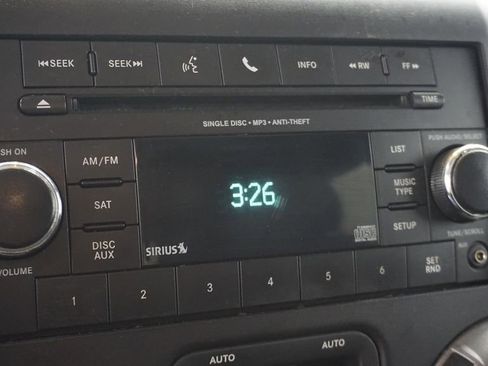 SEEK SEEK INFO RW FF
TIME
SINGLE DISC • MP3 • ANTI-THEFT
PUSH AUDIO/SELECT
SH ON
AM/FM
LIST
SAT
3:26
MUSIC
TYPE
DISC
AUX
SIRIUS
SETUP
VOLUME
TUNE/SCROLL
AUX
1 2 3 4 5 6 SET
RND
AUTO AUTO